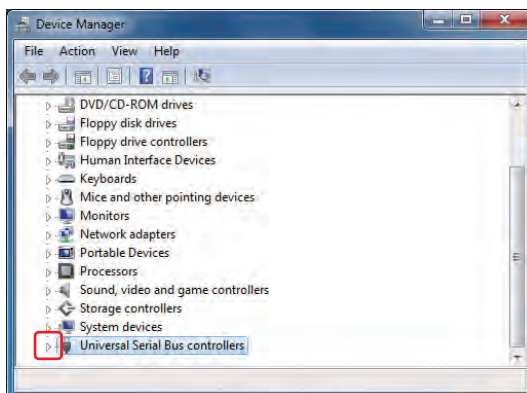 Device Manager
File Action View Help
DVD/CD-ROM drives
Floppy disk drives
Floppy drive controllers
Human Interface Devices
Keyboards
Mice and other pointing devices
Monitors
Network adapters
Portable Devices
Processors
Sound, video and game controllers
Storage controllers
System devices
Universal Serial Bus controllers